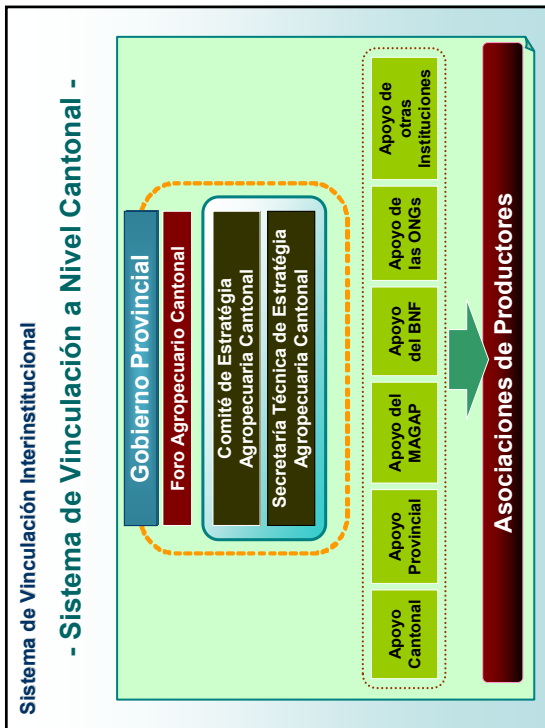 Sistema de Vinculación Interinstitucional
- Sistema de Vinculación a Nivel Cantonal -
Gobierno Provincial
Foro Agropecuario Cantonal
Comité de Estratégia
Agropecuaria Cantonal
Secretaría Técnica de Estratégia
Agropecuaria Cantonal
Apoyo
Cantonal
Apoyo
Provincial
Apoyo del
MAGAP
Apoyo
del BNF
Apoyo de
las ONGs
Apoyo de
otras
Instituciones
Asociaciones de Productores